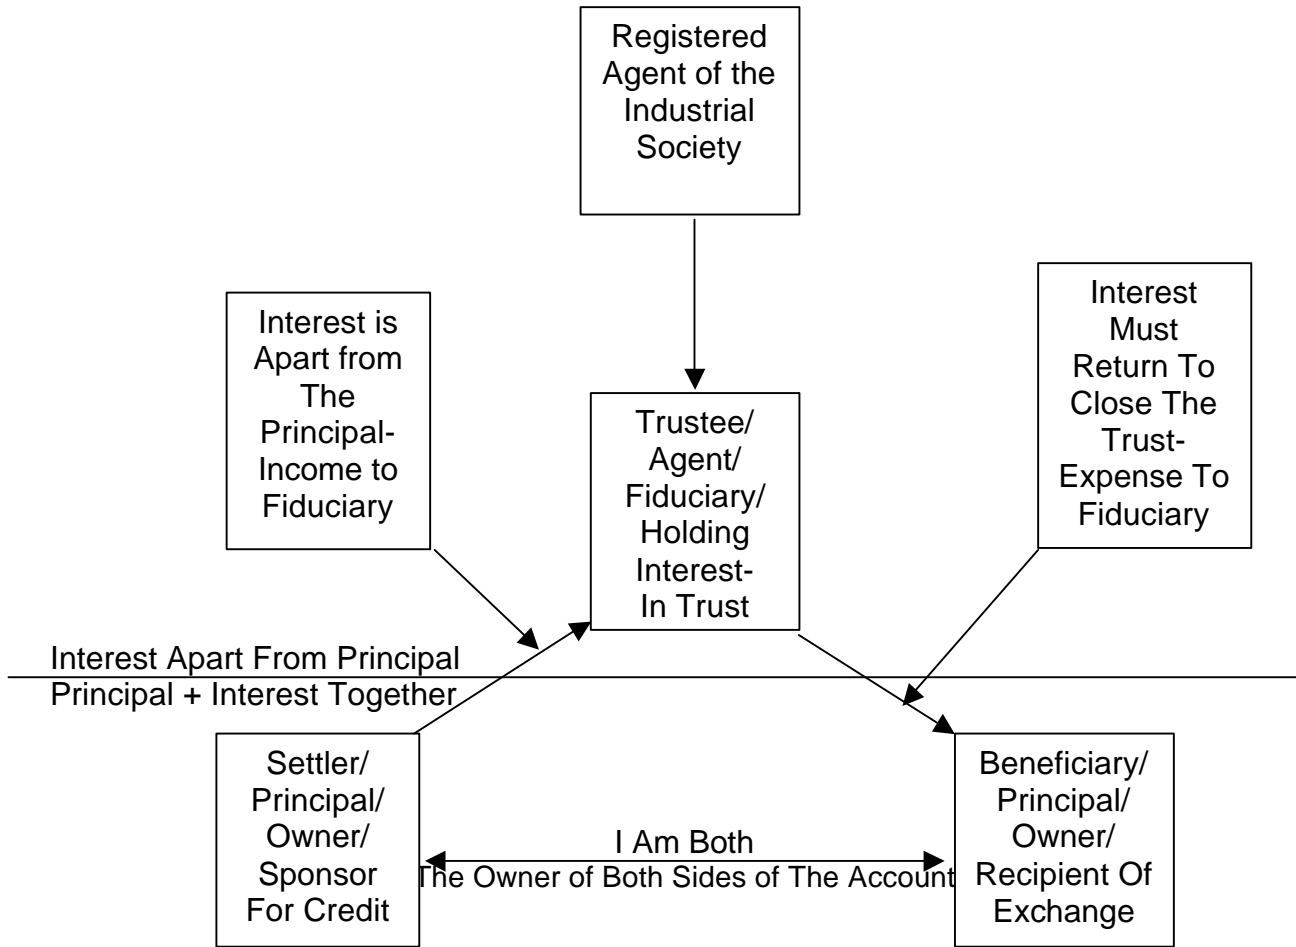 Registered
Agent of the
Industrial
Society
Interest is
Apart from
The
Principal-
Income to
Fiduciary
Interest
Must
Return To
Close The
Trust-
Expense To
Fiduciary
Trustee/
Agent/
Fiduciary/
Holding
Interest-
In Trust
Interest Apart From Principal
Principal + Interest Together
Settler/
Principal/
Owner/
Sponsor
For Credit
I Am Both
The Owner of Both Sides of The Account
Beneficiary/
Principal/
Owner/
Recipient Of
Exchange